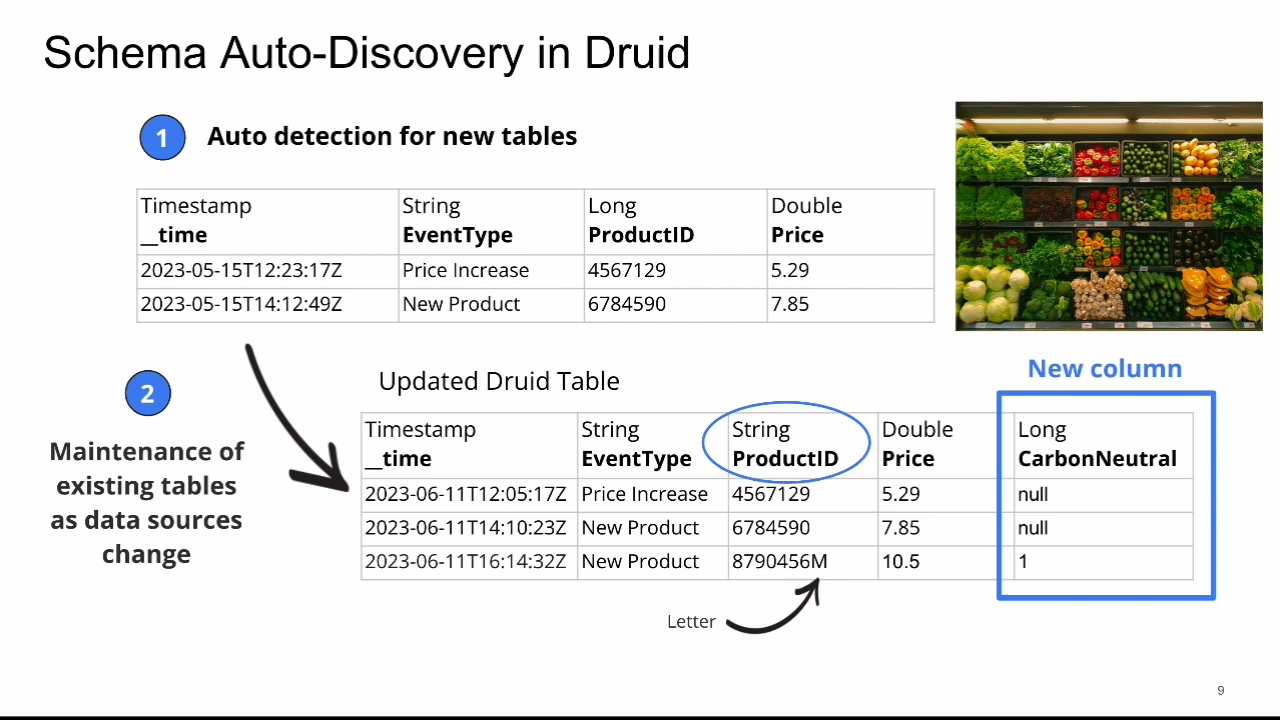 Schema Auto-Discovery in Druid
1 Auto detection for new tables
Timestamp String Long Double
__time EventType ProductID Price
2023-05-15T12:23:17Z Price Increase 4567129 5.29
2023-05-15T14:12:49Z New Product 6784590 7.85
2
Maintenance of
existing tables
as data sources
change
Updated Druid Table
New column
Timestamp String String Double Long
__time EventType ProductID Price CarbonNeutral
2023-06-11T12:05:17Z Price Increase 4567129 5.29 null
2023-06-11T14:10:23Z New Product 6784590 7.85 null
2023-06-11T16:14:32Z New Product 8790456M 10.5 1
Letter
9